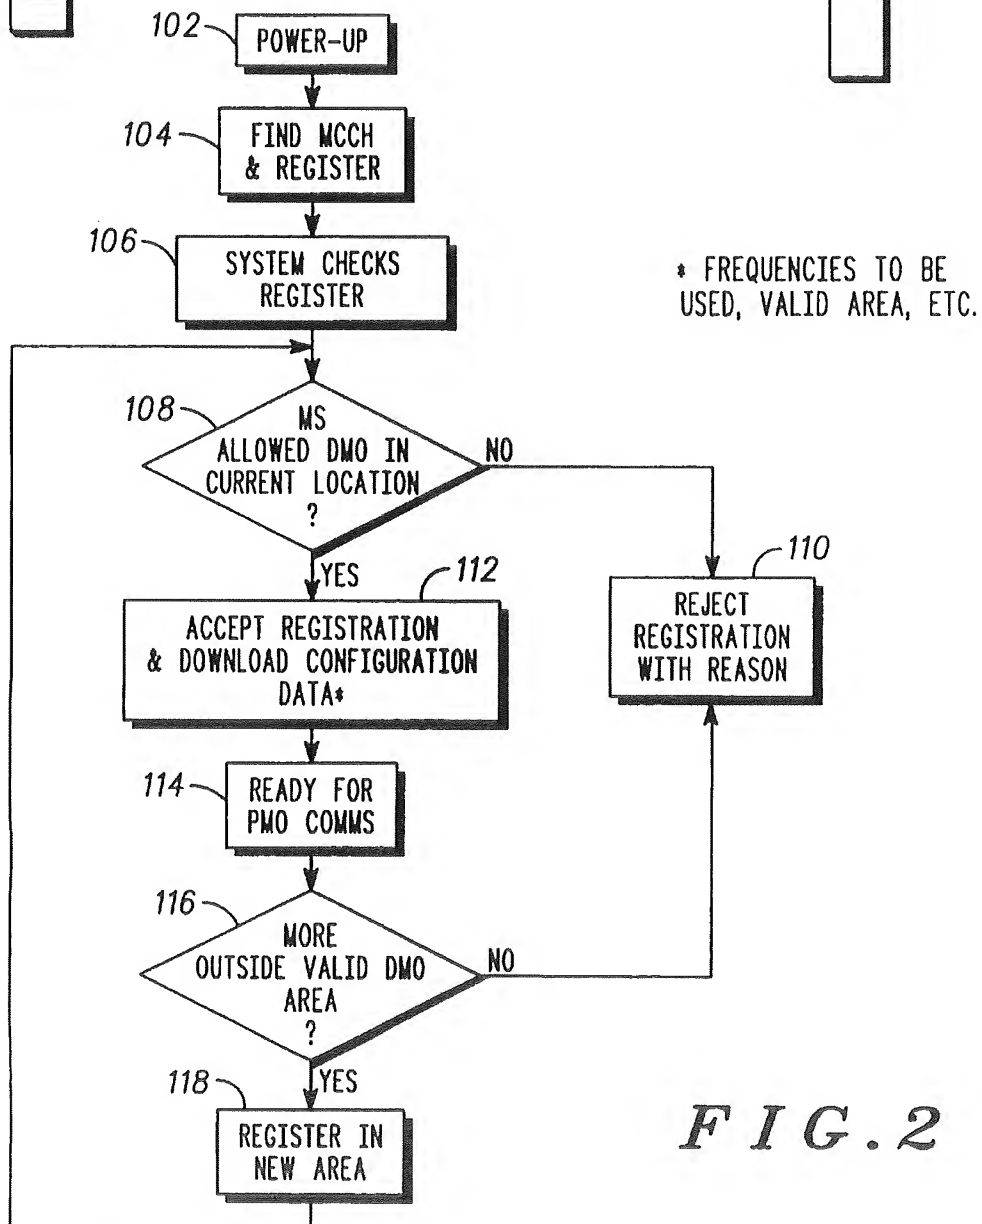 102
POWER-UP
104
FIND MCCH
& REGISTER
106
SYSTEM CHECKS
REGISTER
* FREQUENCIES TO BE
USED, VALID AREA, ETC.
108
MS
ALLOWED DMO IN
CURRENT LOCATION
?
NO
YES
110
REJECT
REGISTRATION
WITH REASON
112
ACCEPT REGISTRATION
& DOWNLOAD CONFIGURATION
DATA*
114
READY FOR
PMO COMMS
116
MORE
OUTSIDE VALID DMO
AREA
?
NO
YES
118
REGISTER IN
NEW AREA
FIG.2